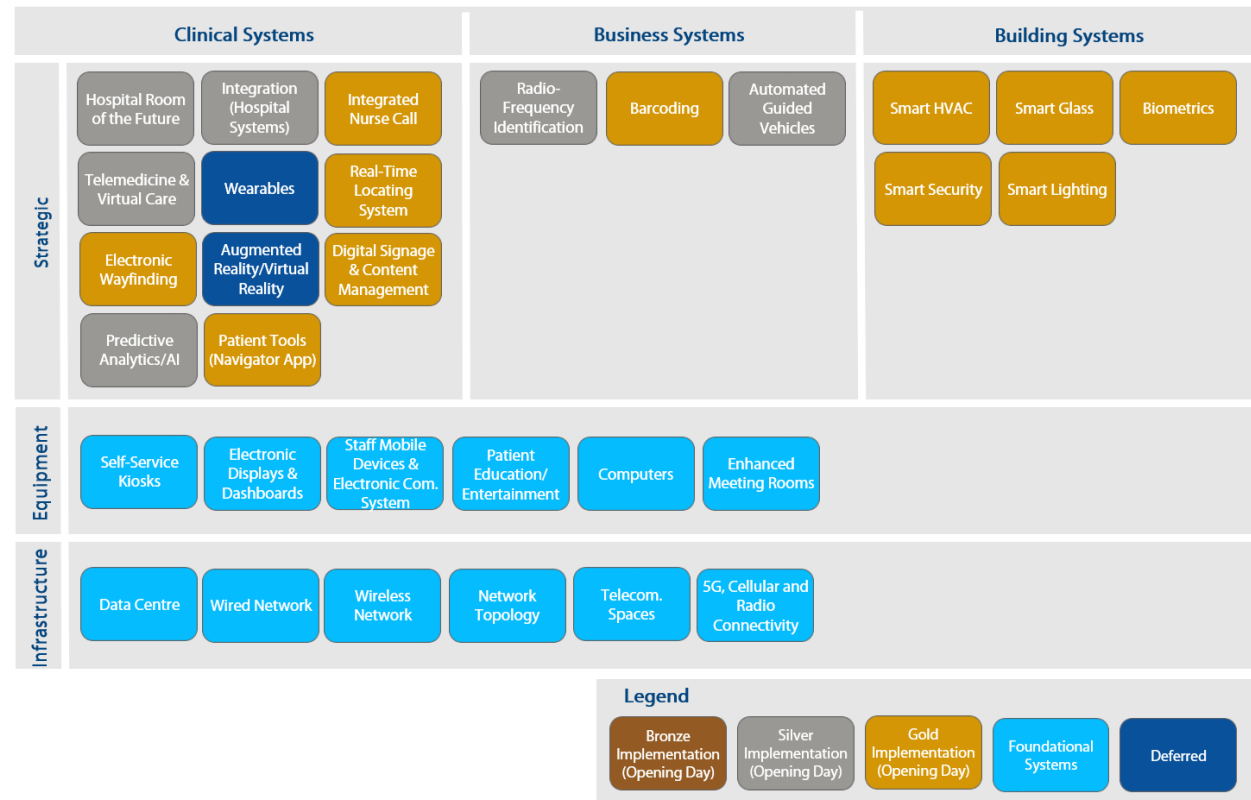 Clinical Systems
Business Systems
Building Systems
Strategic
Hospital Room
of the Future
Integration
(Hospital
Systems)
Integrated
Nurse Call
Telemedicine &
Virtual Care
Wearables
Real-Time
Locating
System
Electronic
Wayfinding
Augmented
Reality/Virtual
Reality
Digital Signage
& Content
Management
Predictive
Analytics/AI
Patient Tools
(Navigator App)
Radio-
Frequency
Identification
Barcoding
Automated
Guided
Vehicles
Smart HVAC
Smart Glass
Biometrics
Smart Security
Smart Lighting
Equipment
Self-Service
Kiosks
Electronic
Displays &
Dashboards
Staff Mobile
Devices &
Electronic Com.
System
Patient
Education/
Entertainment
Computers
Enhanced
Meeting Rooms
Infrastructure
Data Centre
Wired Network
Wireless
Network
Network
Topology
Telecom.
Spaces
5G, Cellular and
Radio
Connectivity
Legend
Bronze
Implementation
(Opening Day)
Silver
Implementation
(Opening Day)
Gold
Implementation
(Opening Day)
Foundational
Systems
Deferred